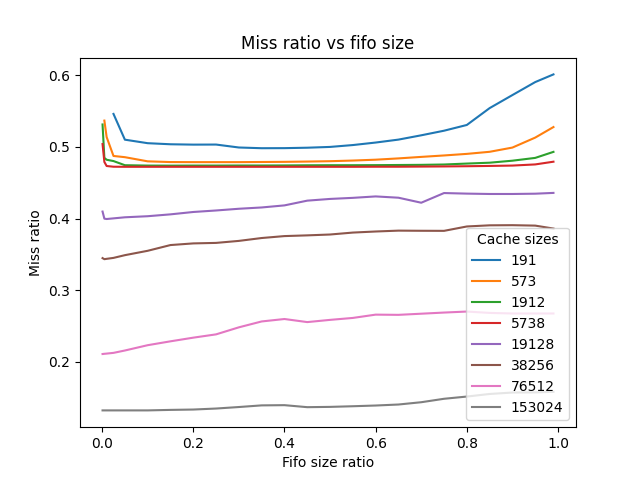 Miss ratio vs fifo size
0.6
0.5
0.4
0.3
0.2
Miss ratio
Cache sizes
191
573
1912
5738
19128
38256
76512
153024
0.0 0.2 0.4 0.6 0.8 1.0
Fifo size ratio